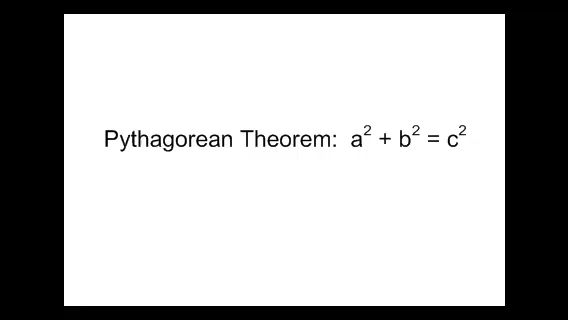 Pythagorean Theorem: a² + b² = c²